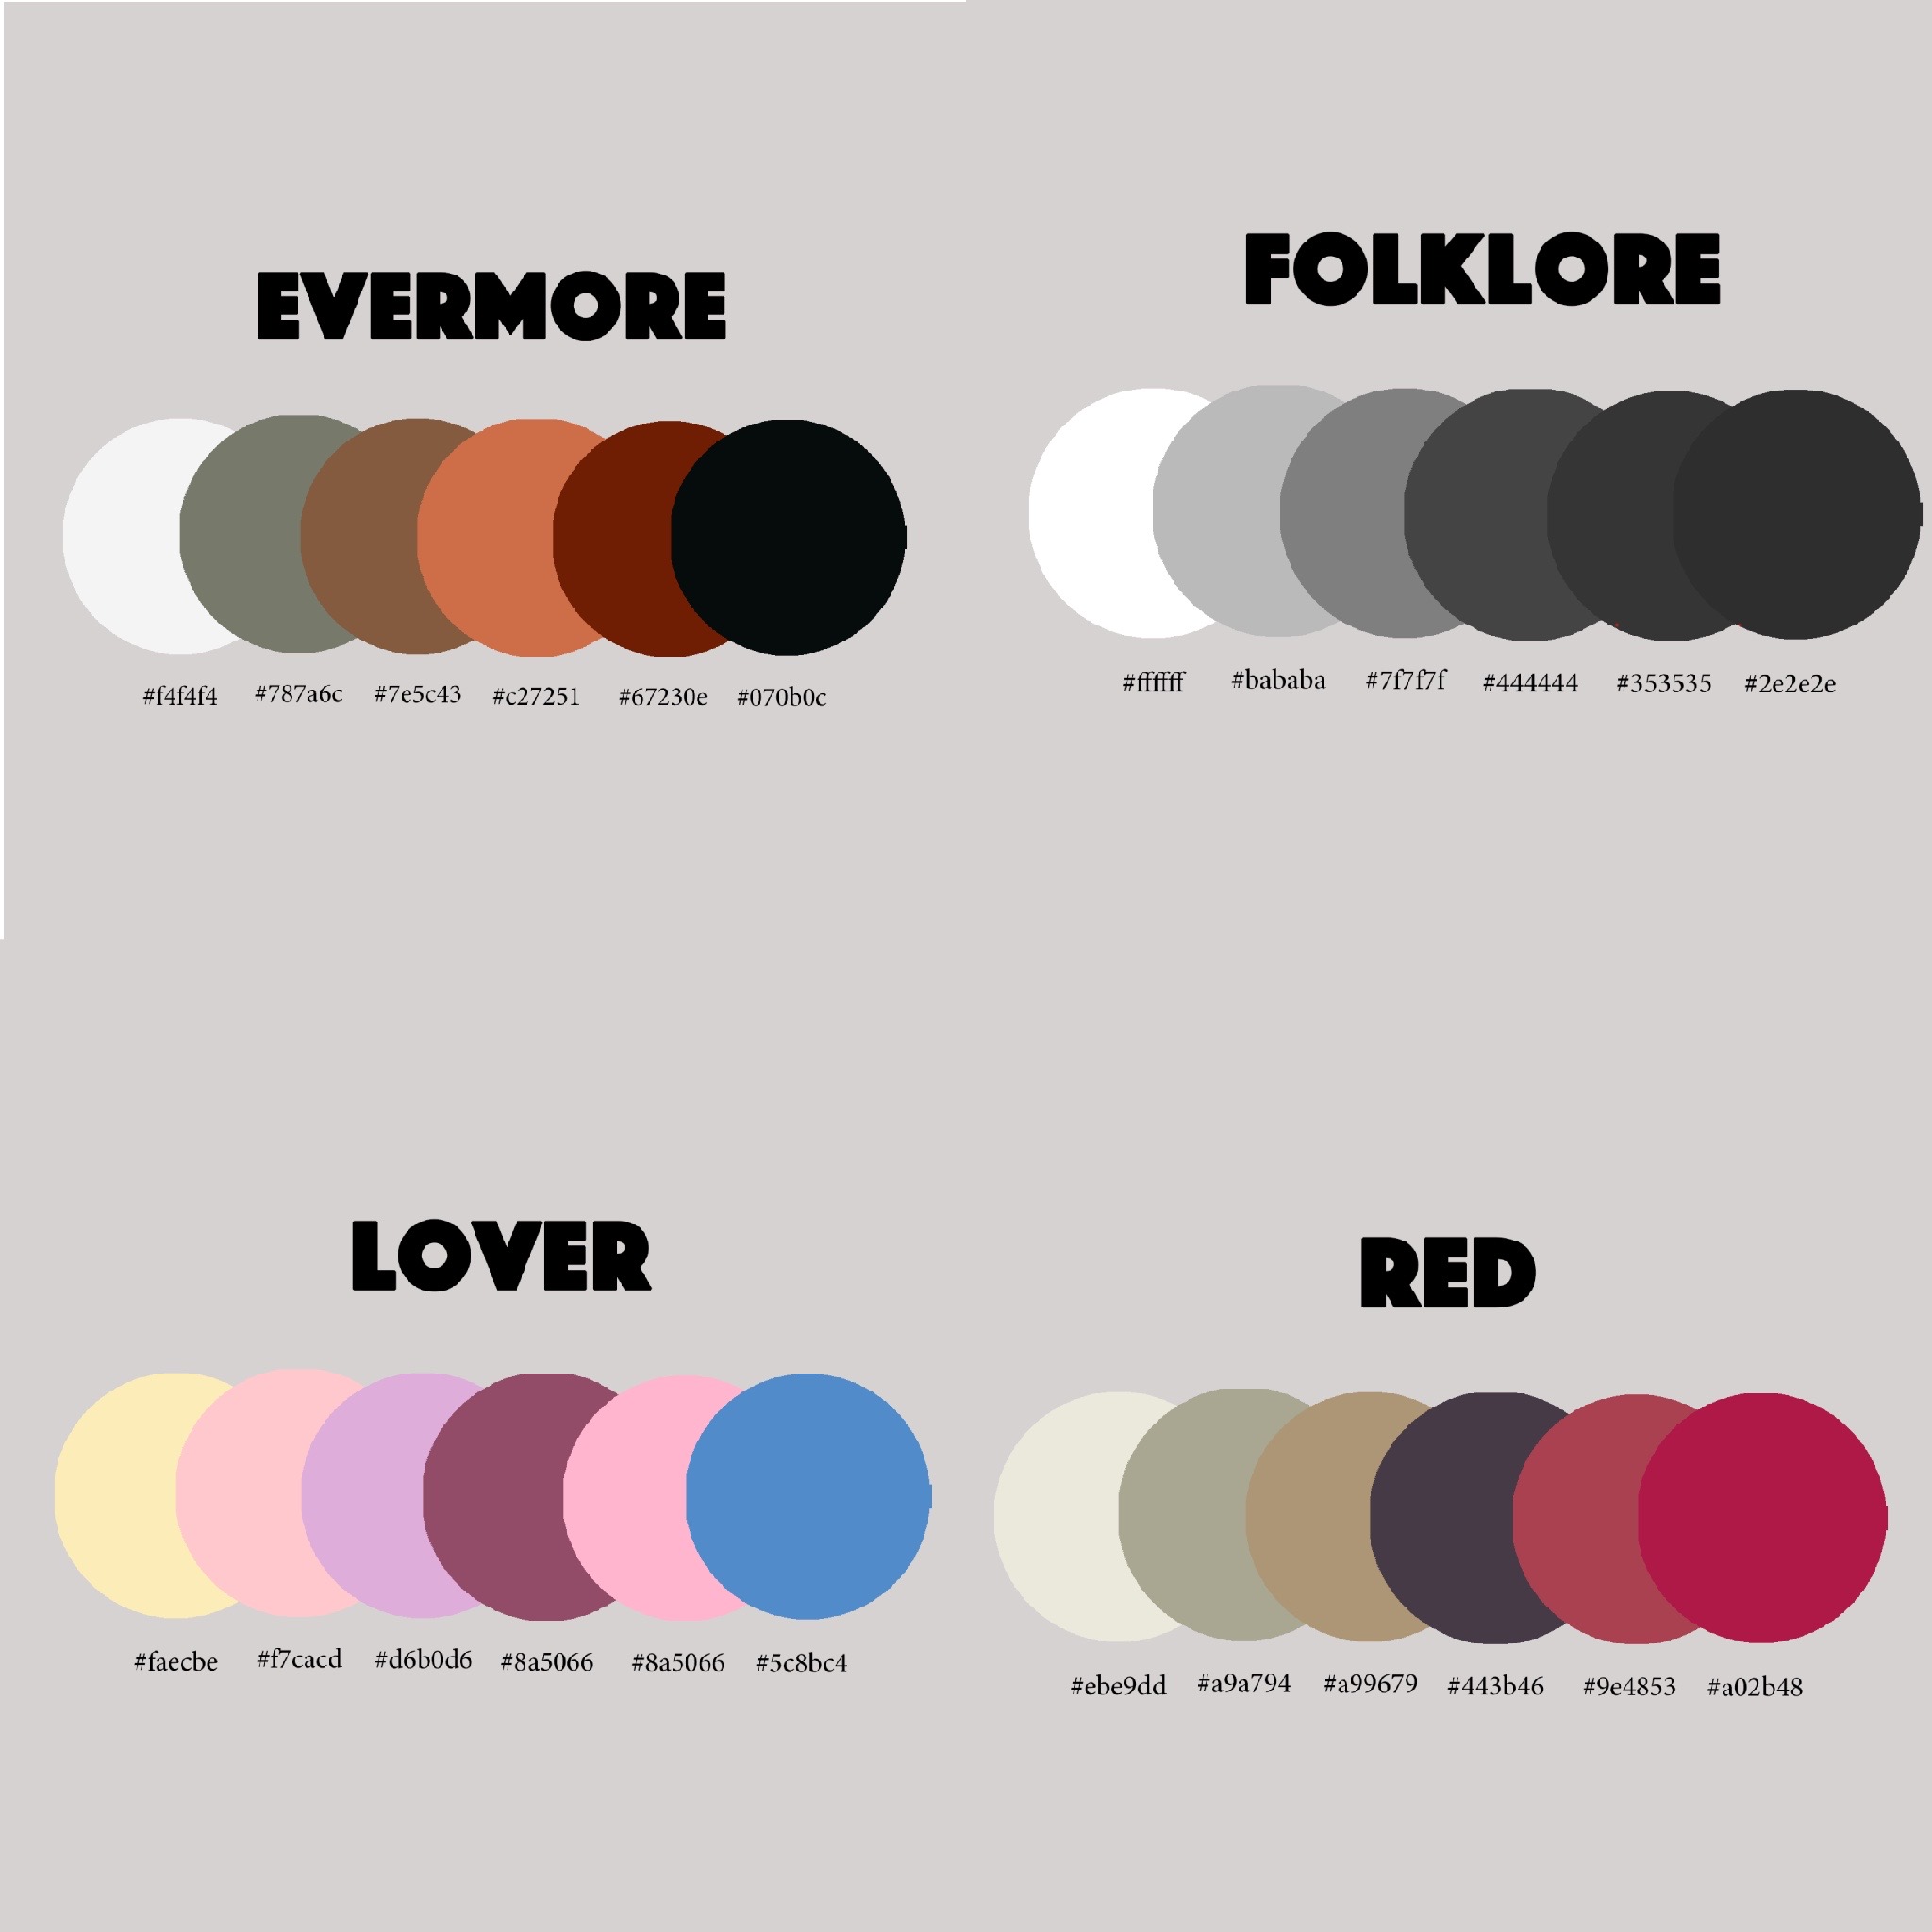 EVERMORE
#f4f4f4 #787a6c #7e5c43 #c27251 #67230e #070b0c
FOLKLORE
#ffffff #bababa #7f7f7f #444444 #353535 #2e2e2e
LOVER
#faecbe #f7cacd #d6b0d6 #8a5066 #8a5066 #5c8bc4
RED
#ebe9dd #a9a794 #a99679 #443b46 #9e4853 #a02b48